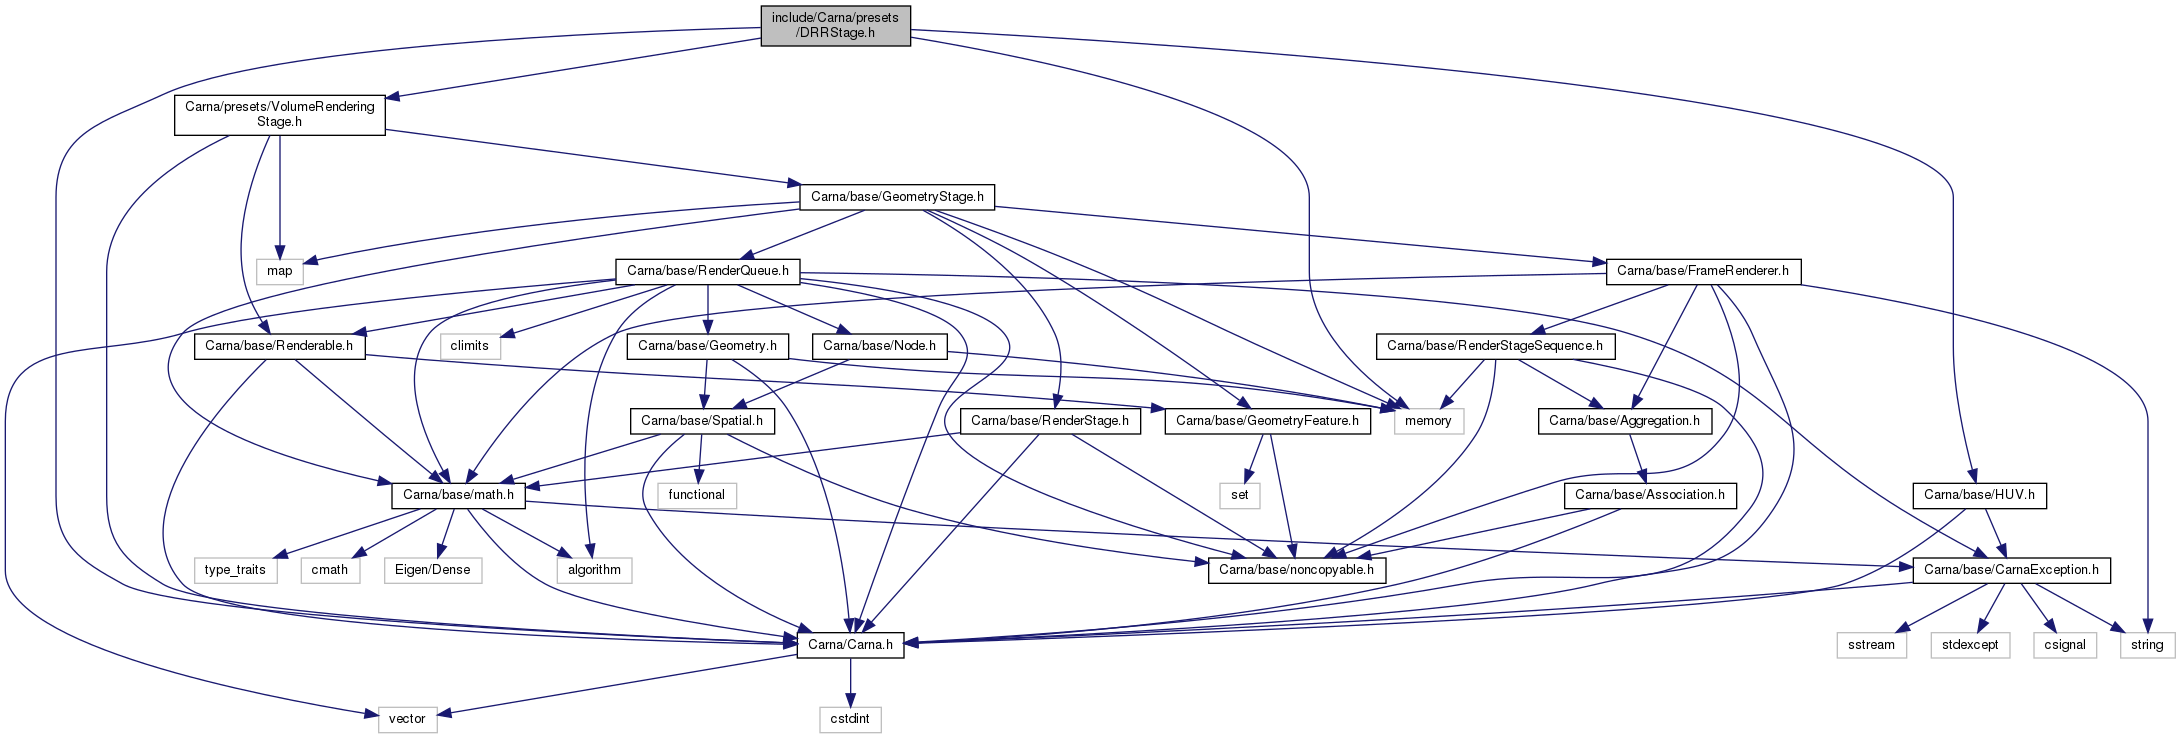 include/Carna/presets
/DRRStage.h
Carna/presets/VolumeRendering
Stage.h
Carna/base/GeometryStage.h
map
Carna/base/RenderQueue.h
Carna/base/FrameRenderer.h
Carna/base/Renderable.h
climits
Carna/base/Geometry.h
Carna/base/Node.h
Carna/base/RenderStageSequence.h
Carna/base/Spatial.h
Carna/base/RenderStage.h
Carna/base/GeometryFeature.h
memory
Carna/base/Aggregation.h
Carna/base/math.h
functional
set
Carna/base/Association.h
Carna/base/HUV.h
type_traits
cmath
Eigen/Dense
algorithm
Carna/base/noncopyable.h
Carna/base/CarnaException.h
Carna/Carna.h
sstream
stdexcept
csignal
string
vector
cstdint